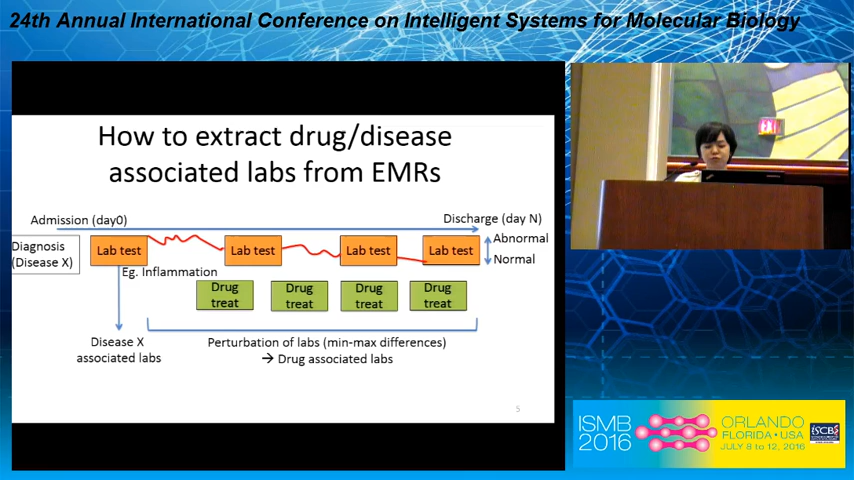 24th Annual International Conference on Intelligent Systems for Molecular Biology
How to extract drug/disease
associated labs from EMRs
Admission (day0)
Discharge (day N)
Diagnosis
(Disease X)
Lab test
Lab test
Lab test
Lab test
Abnormal
Normal
Eg. Inflammation
Drug
treat
Drug
treat
Drug
treat
Drug
treat
Disease X
associated labs
Perturbation of labs (min-max differences)
→ Drug associated labs
5
EXIT
ISMB
2016
ORLANDO
FLORIDA • USA
JULY 8 to 12, 2016
ISCB